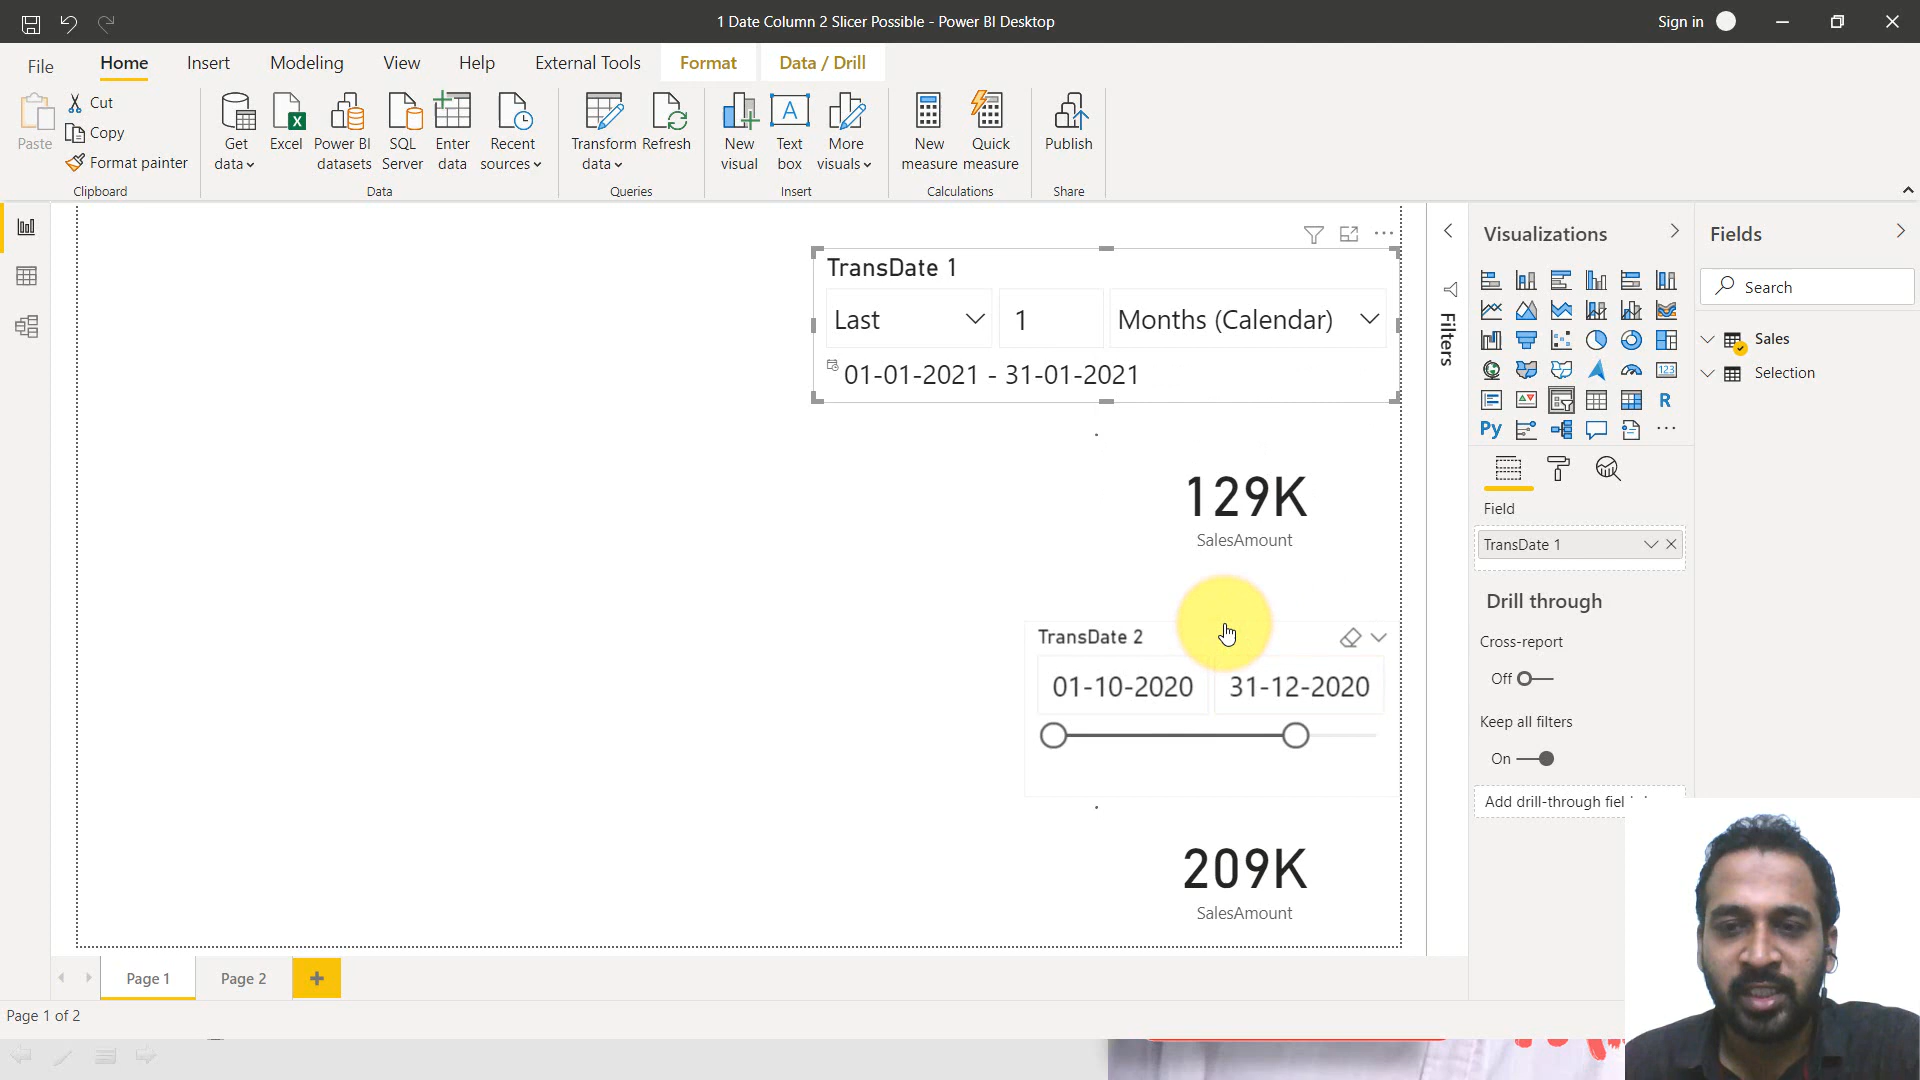 1 Date Column 2 Slicer Possible - Power BI Desktop
Sign in
File
Home
Insert
Modeling
View
Help
External Tools
Format
Data / Drill
Paste
Cut
Copy
Format painter
Clipboard
Get data
Excel
Power BI datasets
SQL Server
Enter data
Recent sources
Data
Transform data
Refresh
Queries
New visual
A
Text box
More visuals
Insert
New measure
Quick measure
Calculations
Publish
Share
TransDate 1
Last
1
Months (Calendar)
01-01-2021 - 31-01-2021
129K
SalesAmount
TransDate 2
01-10-2020
31-12-2020
209K
SalesAmount
Filters
Visualizations
123
R
Py
Field
TransDate 1
Drill through
Cross-report
Off
Keep all filters
On
Add drill-through fiel
Fields
Search
Sales
Selection
Page 1
Page 2
Page 1 of 2